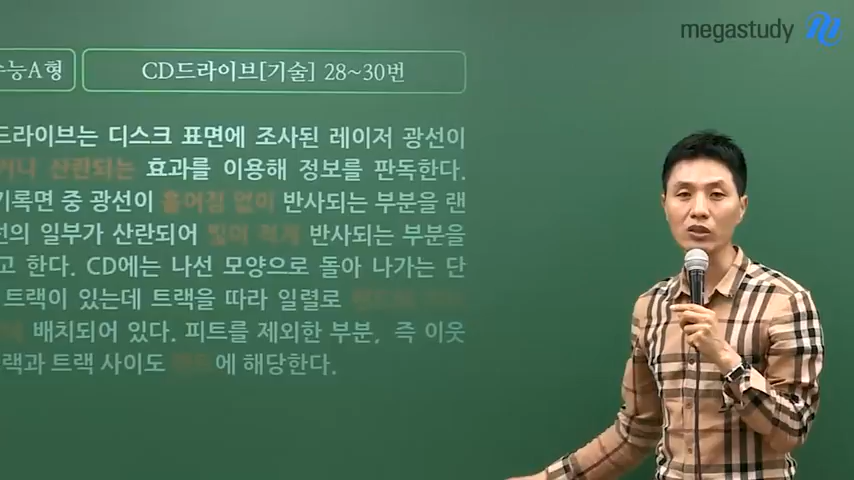 megastudy
수능A형
CD드라이브[기술] 28~30번
드라이브는 디스크 표면에 조사된 레이저 광선이
산란되는 효과를 이용해 정보를 판독한다.
기록면 중 광선이 흩어짐 없이 반사되는 부분을 랜
일부가 산란되어 빛이 적게 반사되는 부분을
고 한다. CD에는 나선 모양으로 돌아 나가는 단
트랙이 있는데 트랙을 따라 일렬로
배치되어 있다. 피트를 제외한 부분, 즉 이웃
트랙 사이도 에 해당한다.